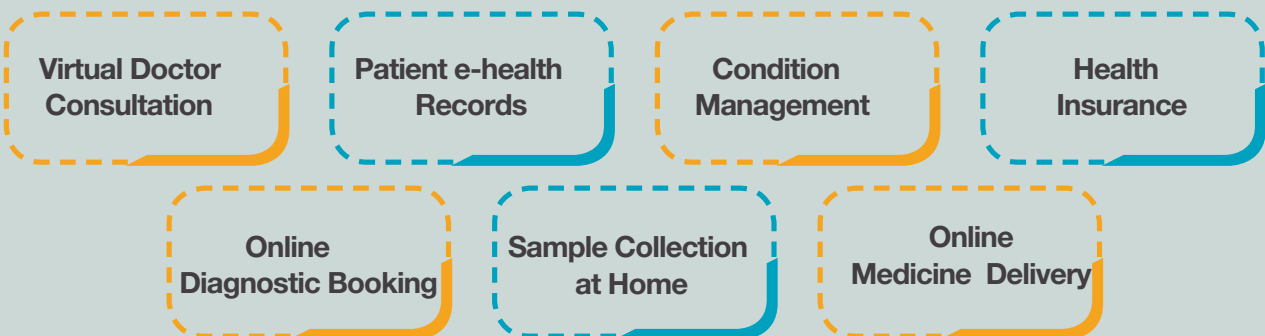 Virtual Doctor
Consultation
Patient e-health
Records
Condition
Management
Health
Insurance
Online
Diagnostic Booking
Sample Collection
at Home
Online
Medicine Delivery